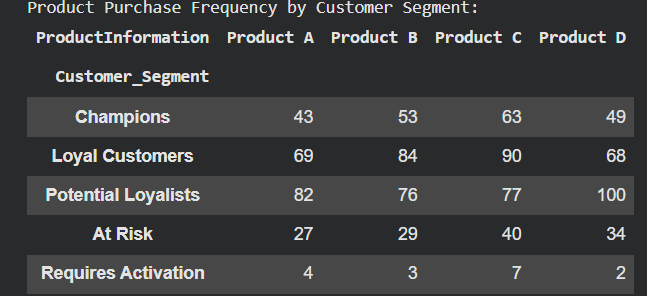 Product Purchase Frequency by Customer Segment:
ProductInformation Product A Product B Product C Product D
Customer_Segment
Champions 43 53 63 49
Loyal Customers 69 84 90 68
Potential Loyalists 82 76 77 100
At Risk 27 29 40 34
Requires Activation 4 3 7 2